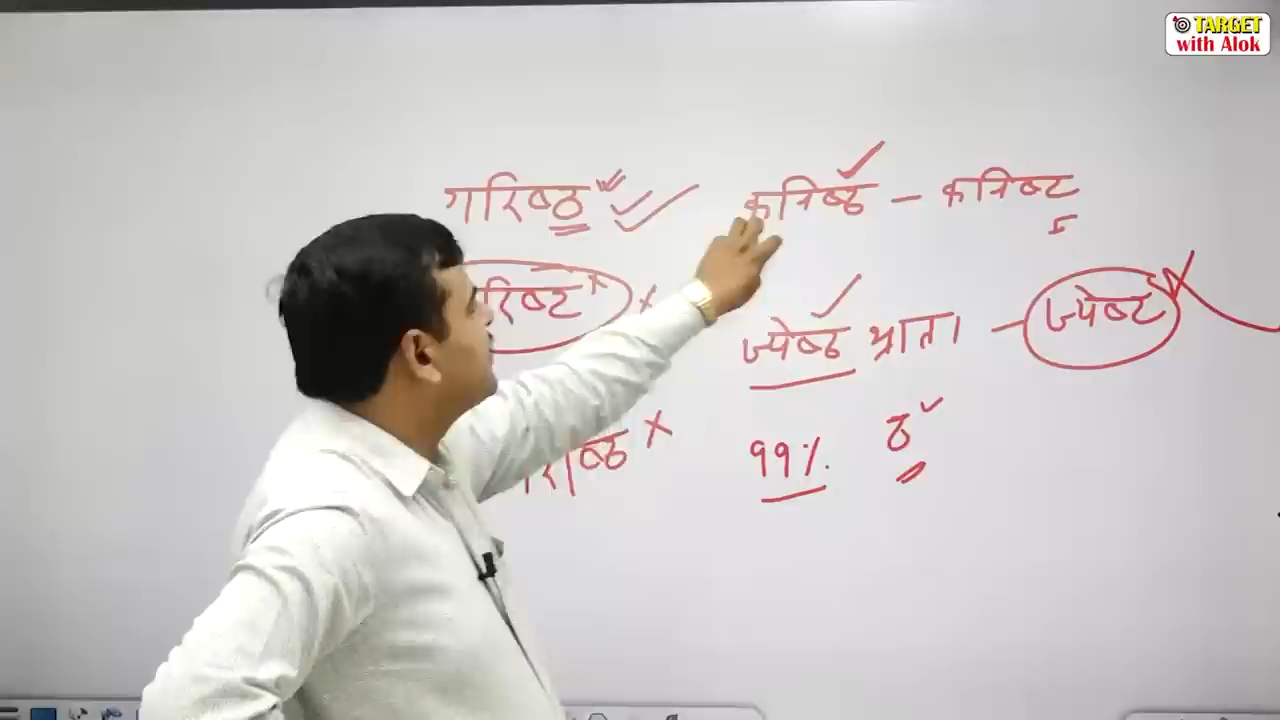 TARGET
with Alok
गरिष्ठ कनिष्ठ – कनिष्ट
रिष्ट
ज्येष्ठ भ्राता – ज्येष्ट
99% ठ